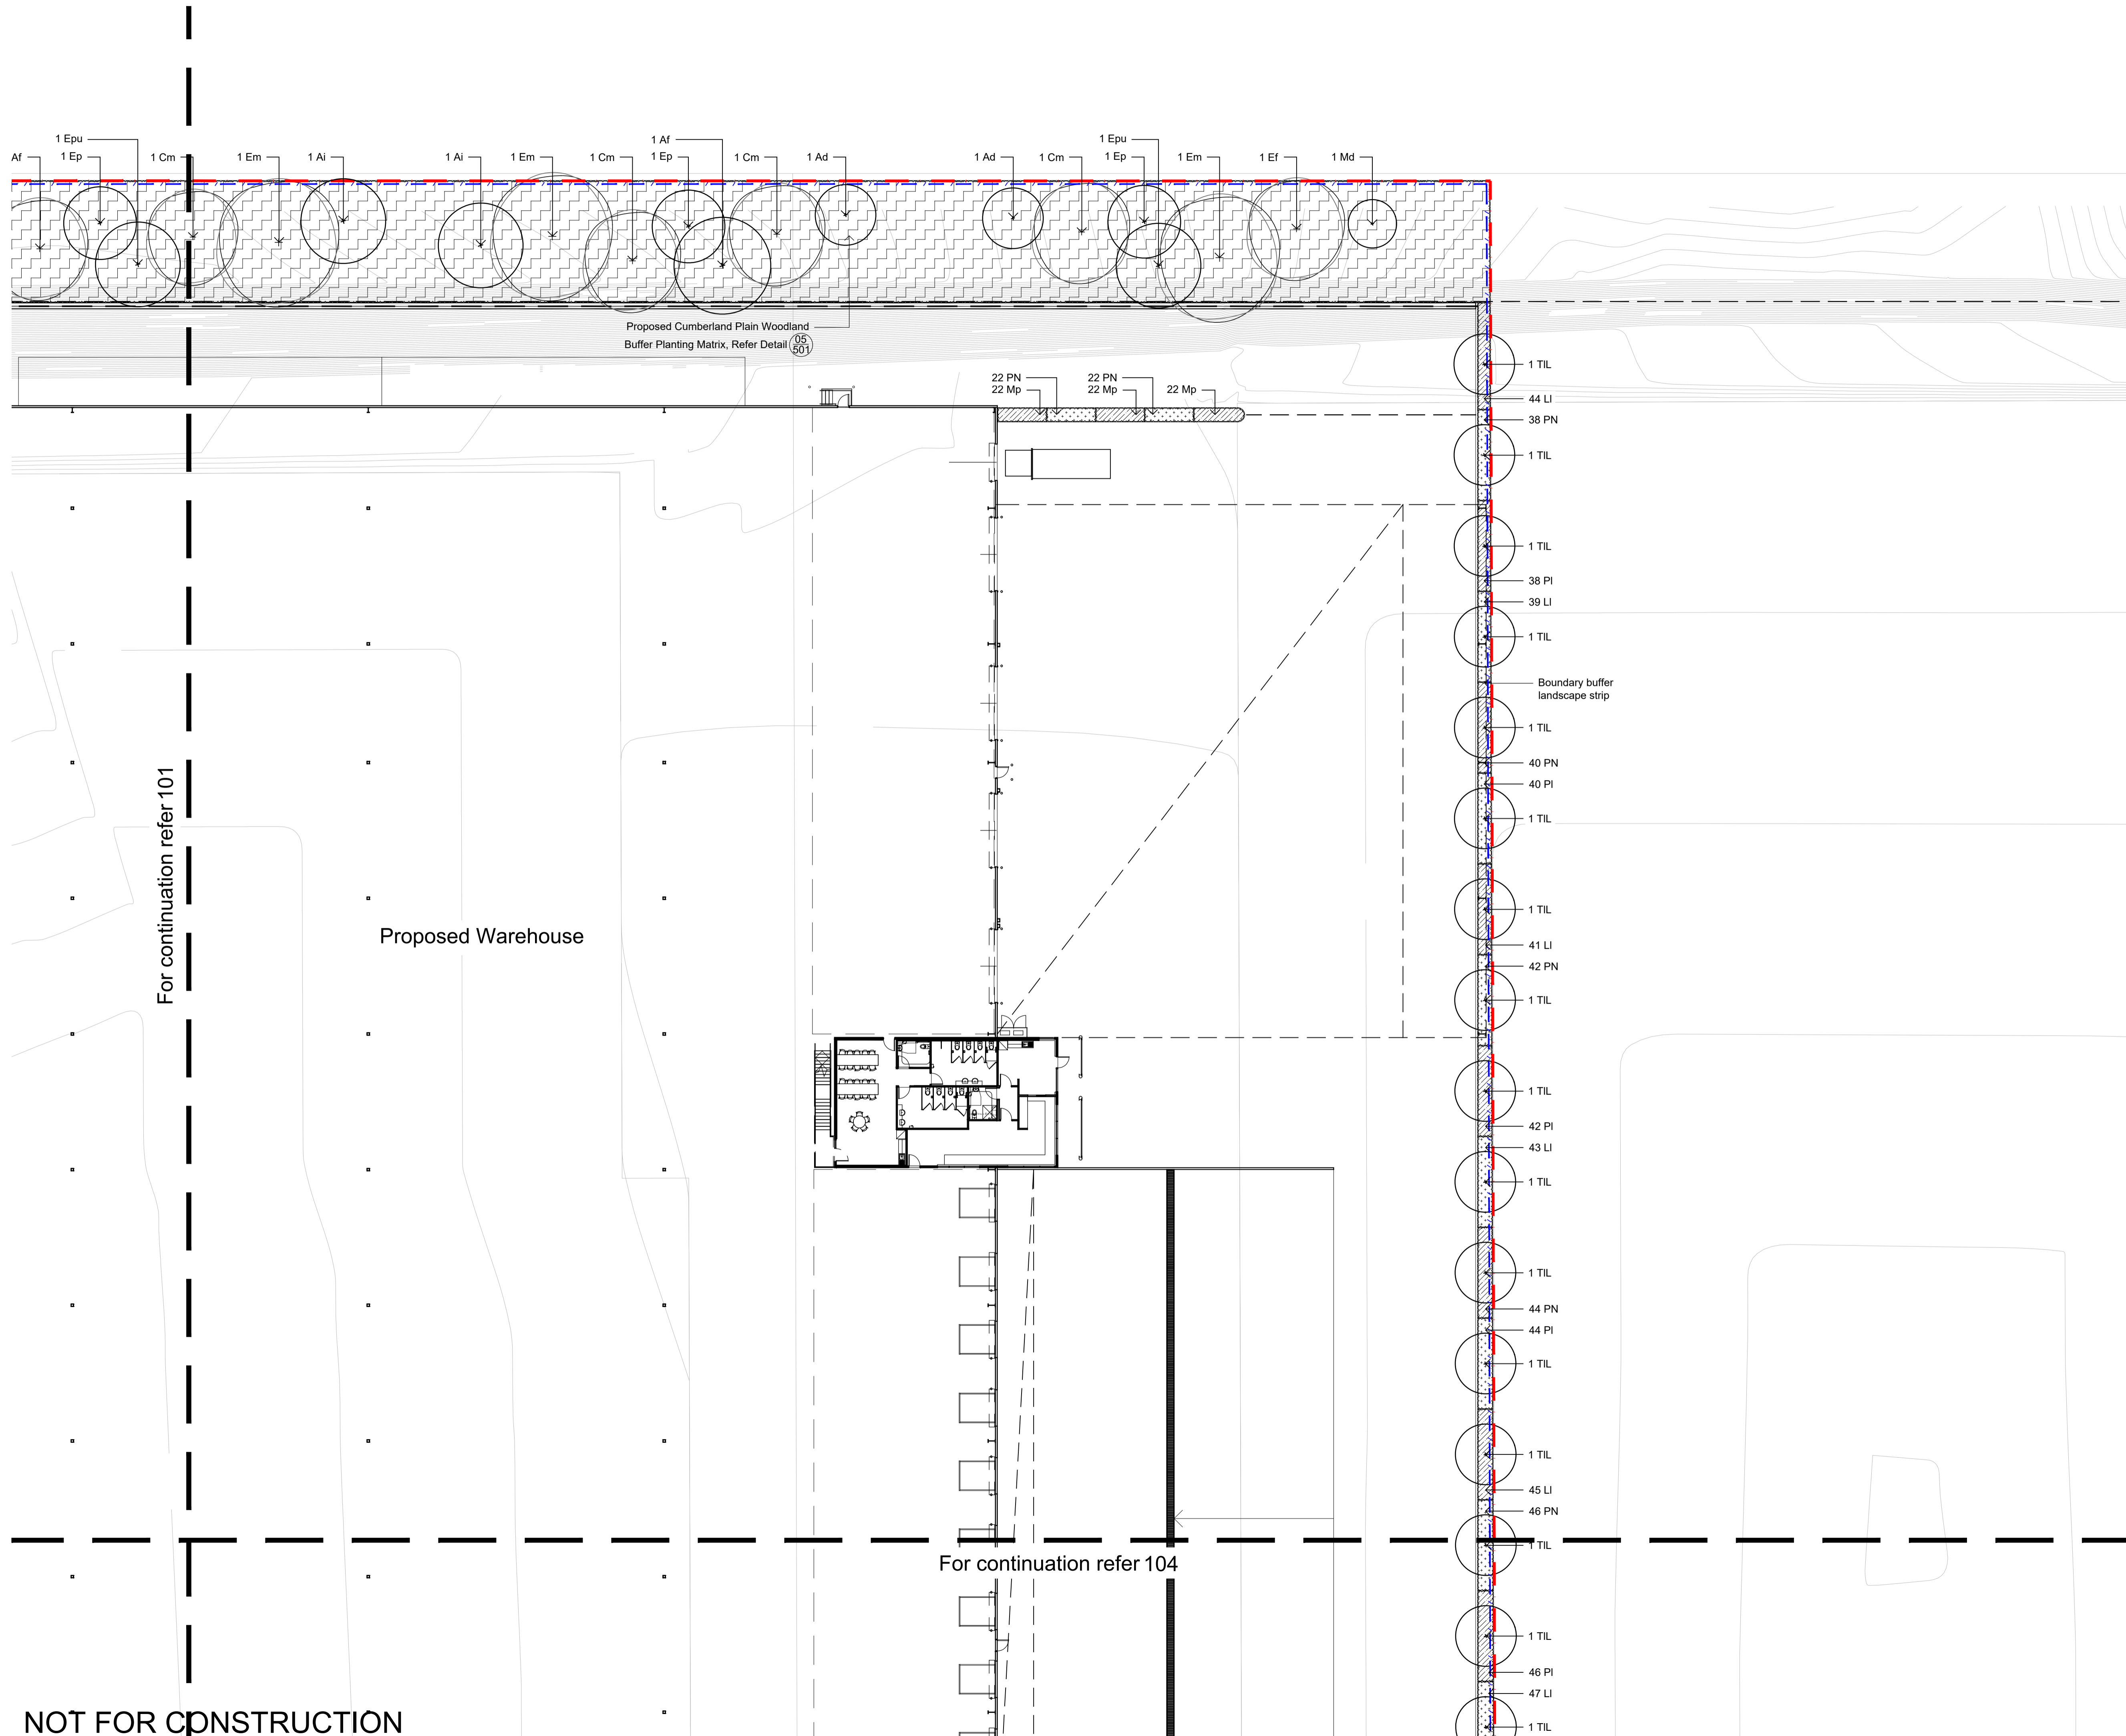 1 Epu
1 Af
1 Epu
Af
1 Ep
1 Cm
1 Em
1 Ai
1 Ai
1 Em
1 Cm
1 Ep
1 Cm
1 Ad
1 Ad
1 Cm
1 Ep
1 Em
1 Ef
1 Md
Proposed Cumberland Plain Woodland
Buffer Planting Matrix, Refer Detail
05
501
22 PN
22 Mp
22 PN
22 Mp
22 Mp
1 TIL
44 LI
38 PN
1 TIL
1 TIL
38 PI
39 LI
1 TIL
Boundary buffer
landscape strip
1 TIL
40 PN
40 PI
1 TIL
For continuation refer 101
Proposed Warehouse
1 TIL
41 LI
42 PN
1 TIL
1 TIL
42 PI
43 LI
1 TIL
1 TIL
44 PN
44 PI
1 TIL
1 TIL
45 LI
46 PN
1 TIL
For continuation refer 104
1 TIL
46 PI
47 LI
1 TIL
NOT FOR CONSTRUCTION